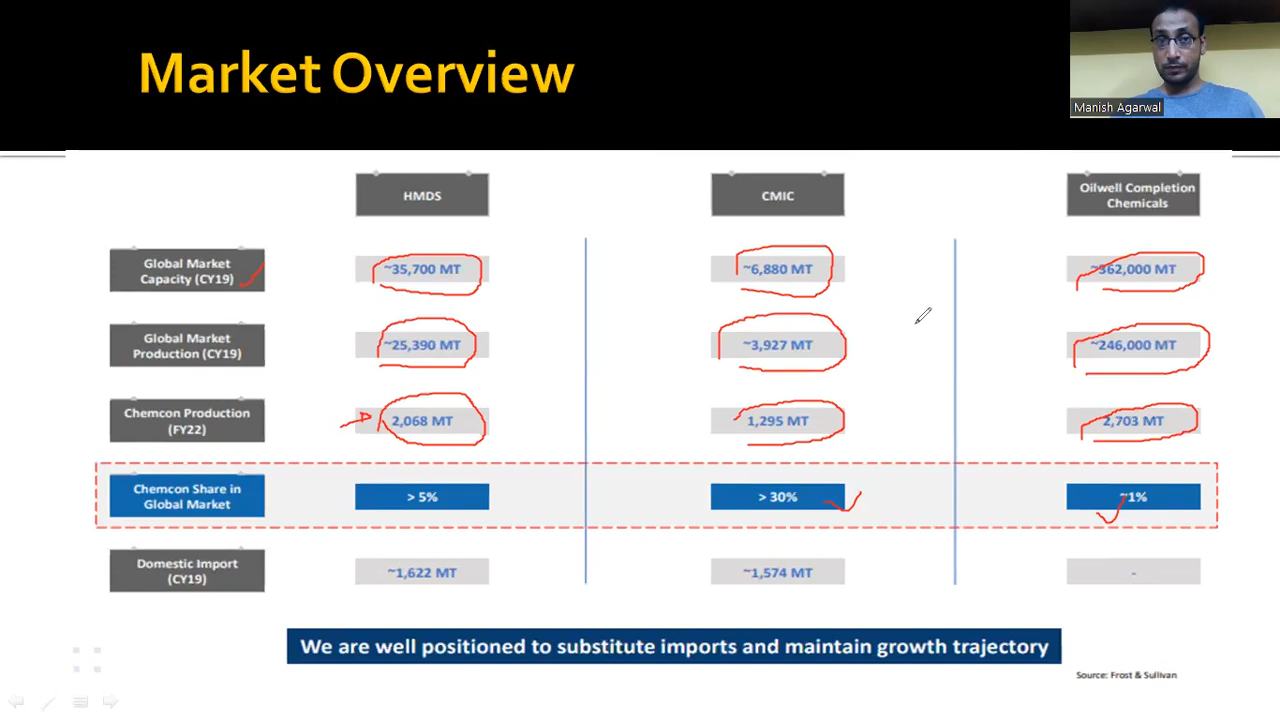 Market Overview
Manish Agarwal
HMDS
CMIC
Oilwell Completion
Chemicals
Global Market
Capacity (CY19)
~35,700 MT
~6,880 MT
~362,000 MT
Global Market
Production (CY19)
~25,390 MT
~3,927 MT
~246,000 MT
Chemcon Production
(FY22)
2,068 MT
1,295 MT
2,703 MT
Chemcon Share in
Global Market
> 5%
> 30%
~1%
Domestic Import
(CY19)
~1,622 MT
~1,574 MT
-
We are well positioned to substitute imports and maintain growth trajectory
Source: Frost & Sullivan